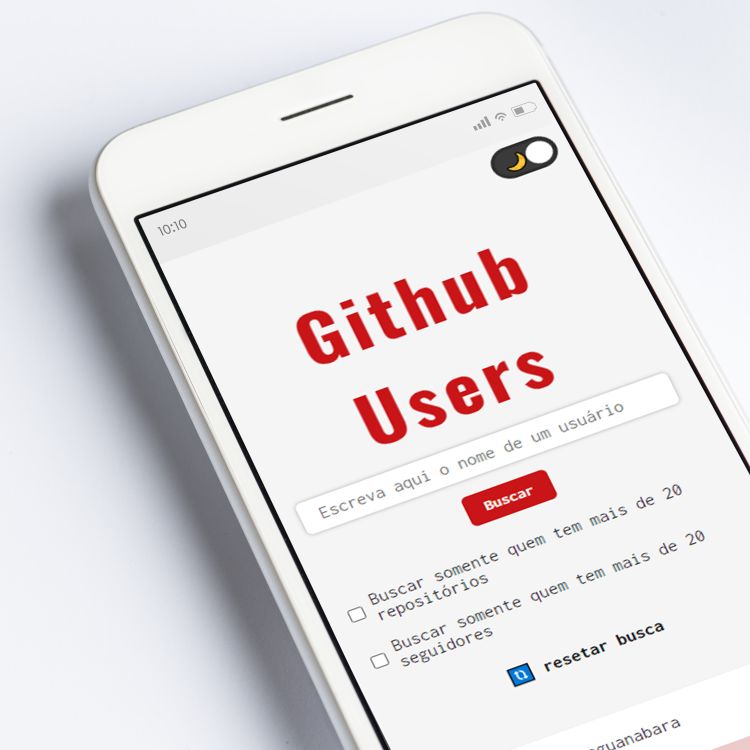 10:10
Github
Users
Escreva aqui o nome de um usuário
Buscar
Buscar somente quem tem mais de 20
repositórios
Buscar somente quem tem mais de 20
seguidores
resetar busca